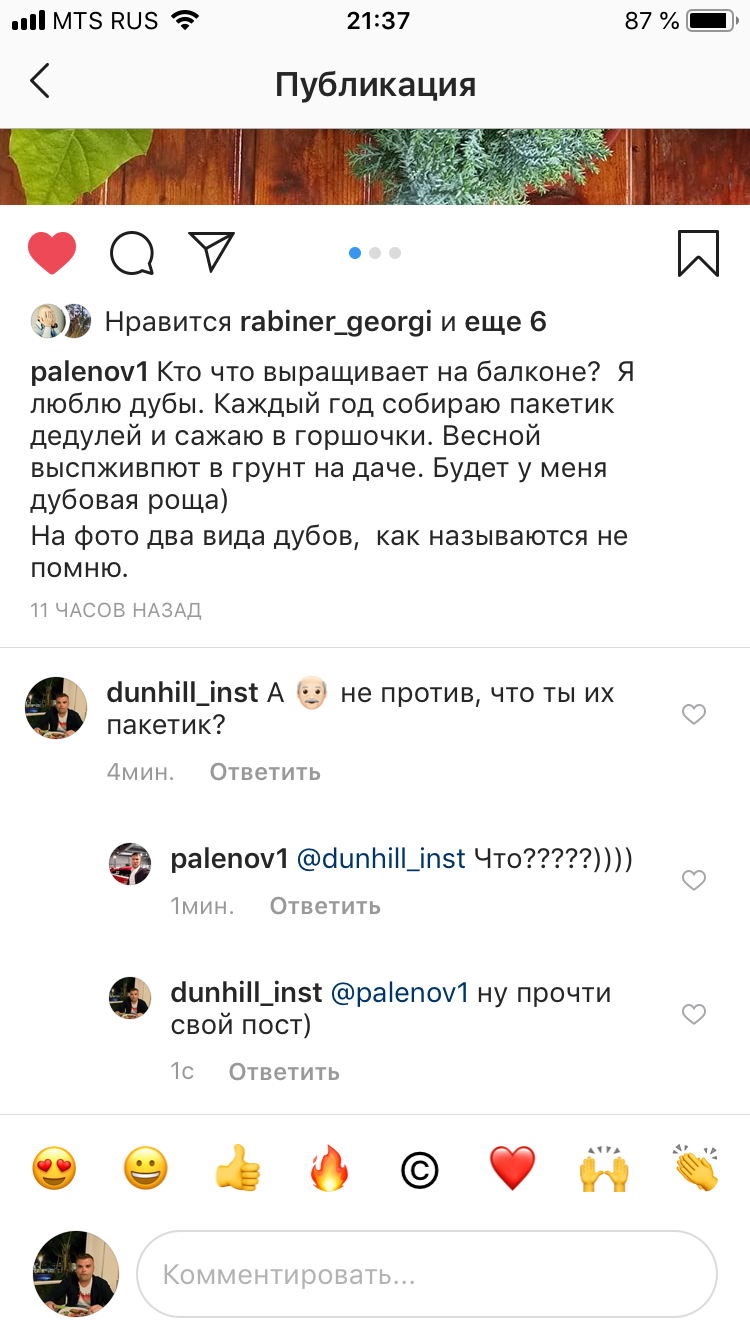 MTS RUS 21:37 87 %
Публикация
Нравится rabiner_georgi и еще 6
palenov1 Кто что выращивает на балконе?  Я
люблю дубы. Каждый год собираю пакетик
дедулей и сажаю в горшочки. Весной
выспживпют в грунт на даче. Будет у меня
дубовая роща)
На фото два вида дубов,  как называются не
помню.
11 ЧАСОВ НАЗАД
dunhill_inst А 👴🏻 не против, что ты их
пакетик?
4мин. Ответить
palenov1 @dunhill_inst Что?????))))
1мин. Ответить
dunhill_inst @palenov1 ну прочти
свой пост)
1с Ответить
©
Комментировать...